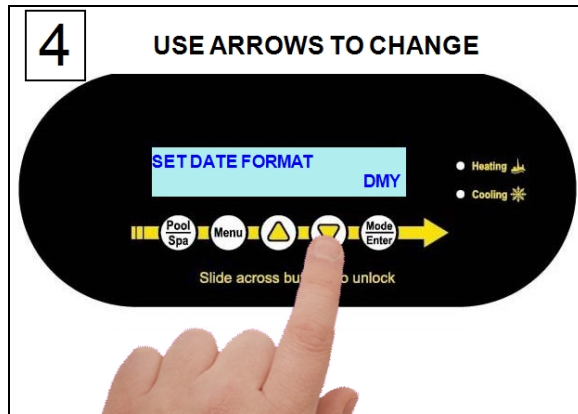 4
USE ARROWS TO CHANGE
SET DATE FORMAT
DMY
Heating
Cooling
Pool
Spa
Menu
Mode
Enter
Slide across bu o unlock